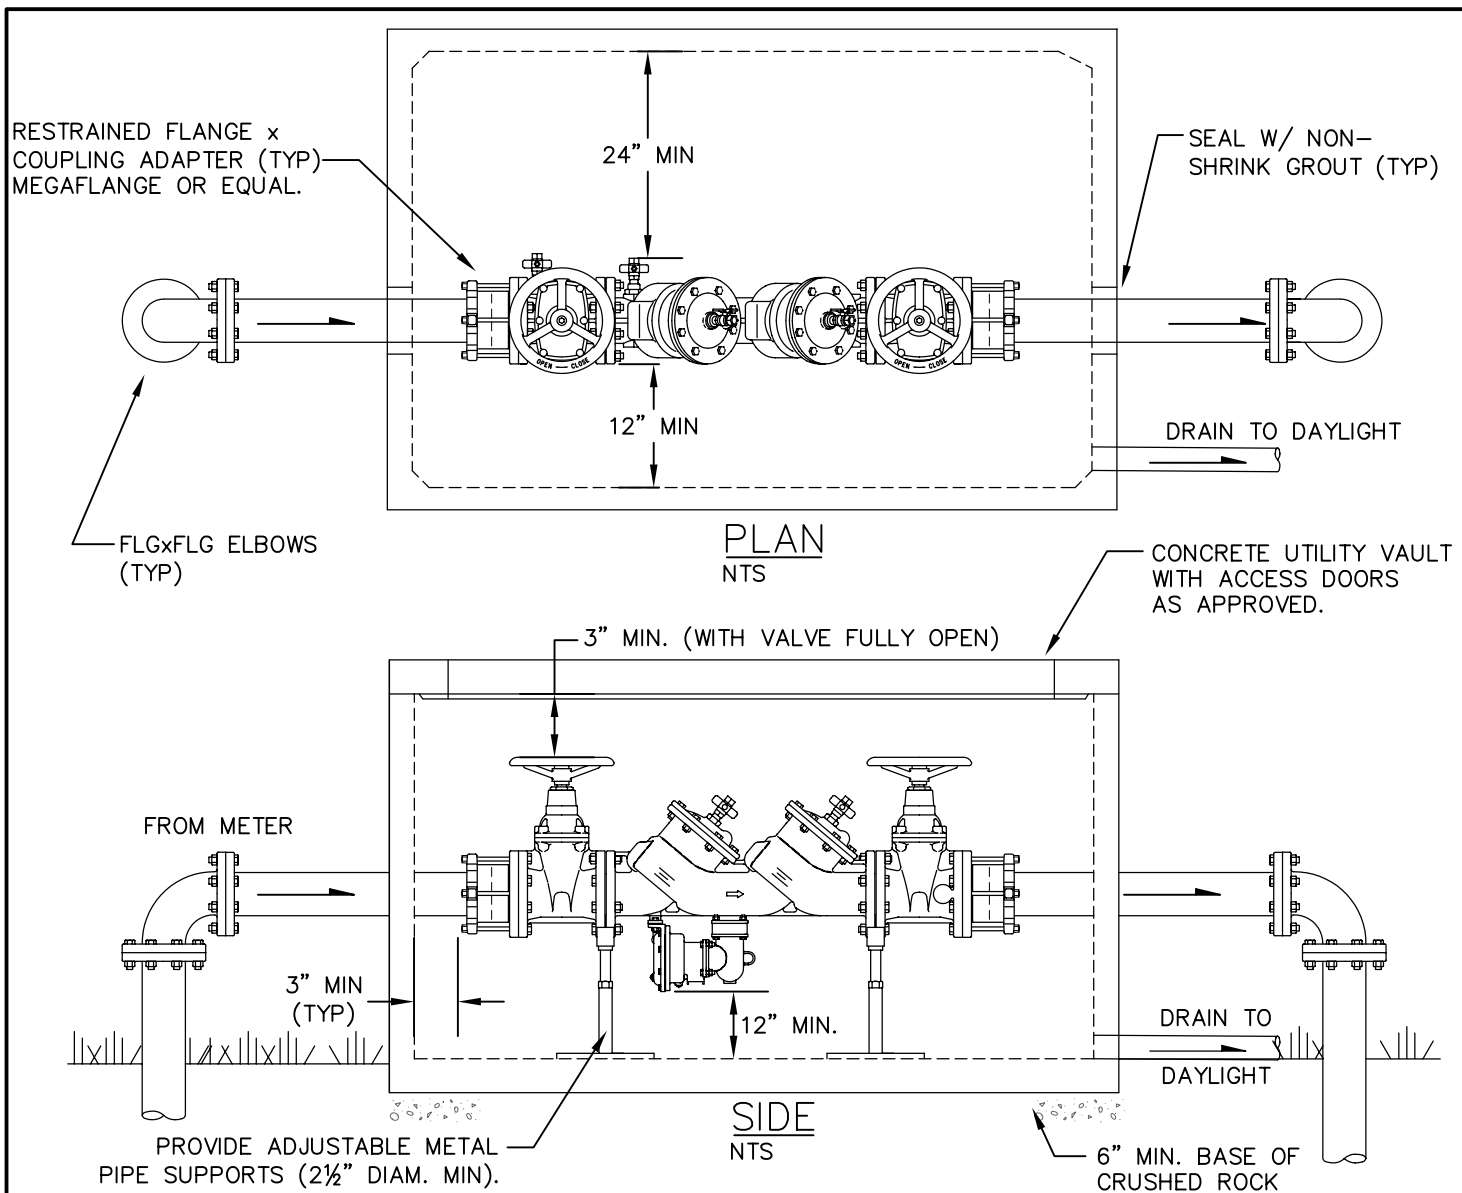 RESTRAINED FLANGE x
COUPLING ADAPTER (TYP)
MEGAFLANGE OR EQUAL.
24" MIN
SEAL W/ NON-
SHRINK GROUT (TYP)
OPEN — CLOSE
OPEN — CLOSE
12" MIN
DRAIN TO DAYLIGHT
FLGxFLG ELBOWS
(TYP)
PLAN
NTS
CONCRETE UTILITY VAULT
WITH ACCESS DOORS
AS APPROVED.
3" MIN. (WITH VALVE FULLY OPEN)
FROM METER
3" MIN
(TYP)
12" MIN.
DRAIN TO
DAYLIGHT
SIDE
NTS
PROVIDE ADJUSTABLE METAL
PIPE SUPPORTS (2½" DIAM. MIN).
6" MIN. BASE OF
CRUSHED ROCK